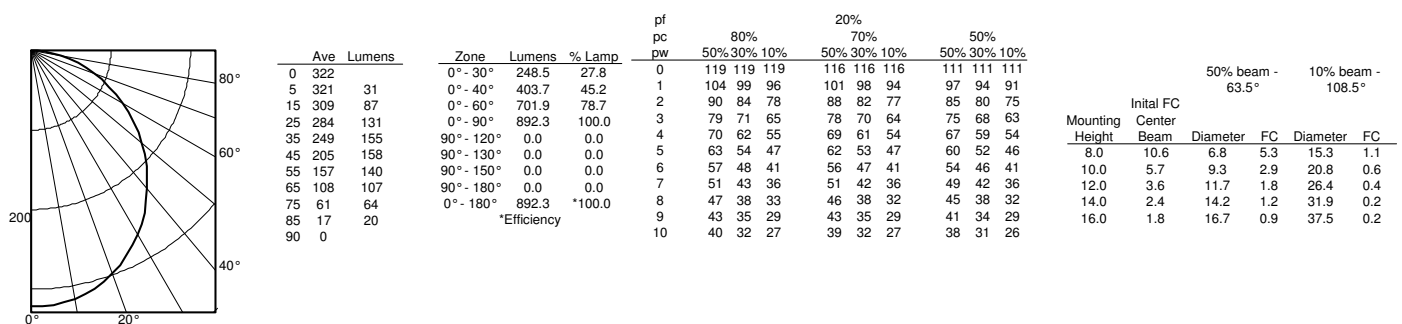 80°
60°
200
40°
0° 20°
Ave Lumens
0 322
5 321 31
15 309 87
25 284 131
35 249 155
45 205 158
55 157 140
65 108 107
75 61 64
85 17 20
90 0
Zone Lumens % Lamp
0° - 30° 248.5 27.8
0° - 40° 403.7 45.2
0° - 60° 701.9 78.7
0° - 90° 892.3 100.0
90° - 120° 0.0 0.0
90° - 130° 0.0 0.0
90° - 150° 0.0 0.0
90° - 180° 0.0 0.0
0° - 180° 892.3 *100.0
*Efficiency
pf 20%
pc 80% 70% 50%
pw 50% 30% 10% 50% 30% 10% 50% 30% 10%
0 119 119 119 116 116 116 111 111 111
1 104 99 96 101 98 94 97 94 91
2 90 84 78 88 82 77 85 80 75
3 79 71 65 78 70 64 75 68 63
4 70 62 55 69 61 54 67 59 54
5 63 54 47 62 53 47 60 52 46
6 57 48 41 56 47 41 54 46 41
7 51 43 36 51 42 36 49 42 36
8 47 38 33 46 38 32 45 38 32
9 43 35 29 43 35 29 41 34 29
10 40 32 27 39 32 27 38 31 26
50% beam - 10% beam -
63.5° 108.5°
Inital FC
Mounting Center
Height Beam Diameter FC Diameter FC
8.0 10.6 6.8 5.3 15.3 1.1
10.0 5.7 9.3 2.9 20.8 0.6
12.0 3.6 11.7 1.8 26.4 0.4
14.0 2.4 14.2 1.2 31.9 0.2
16.0 1.8 16.7 0.9 37.5 0.2